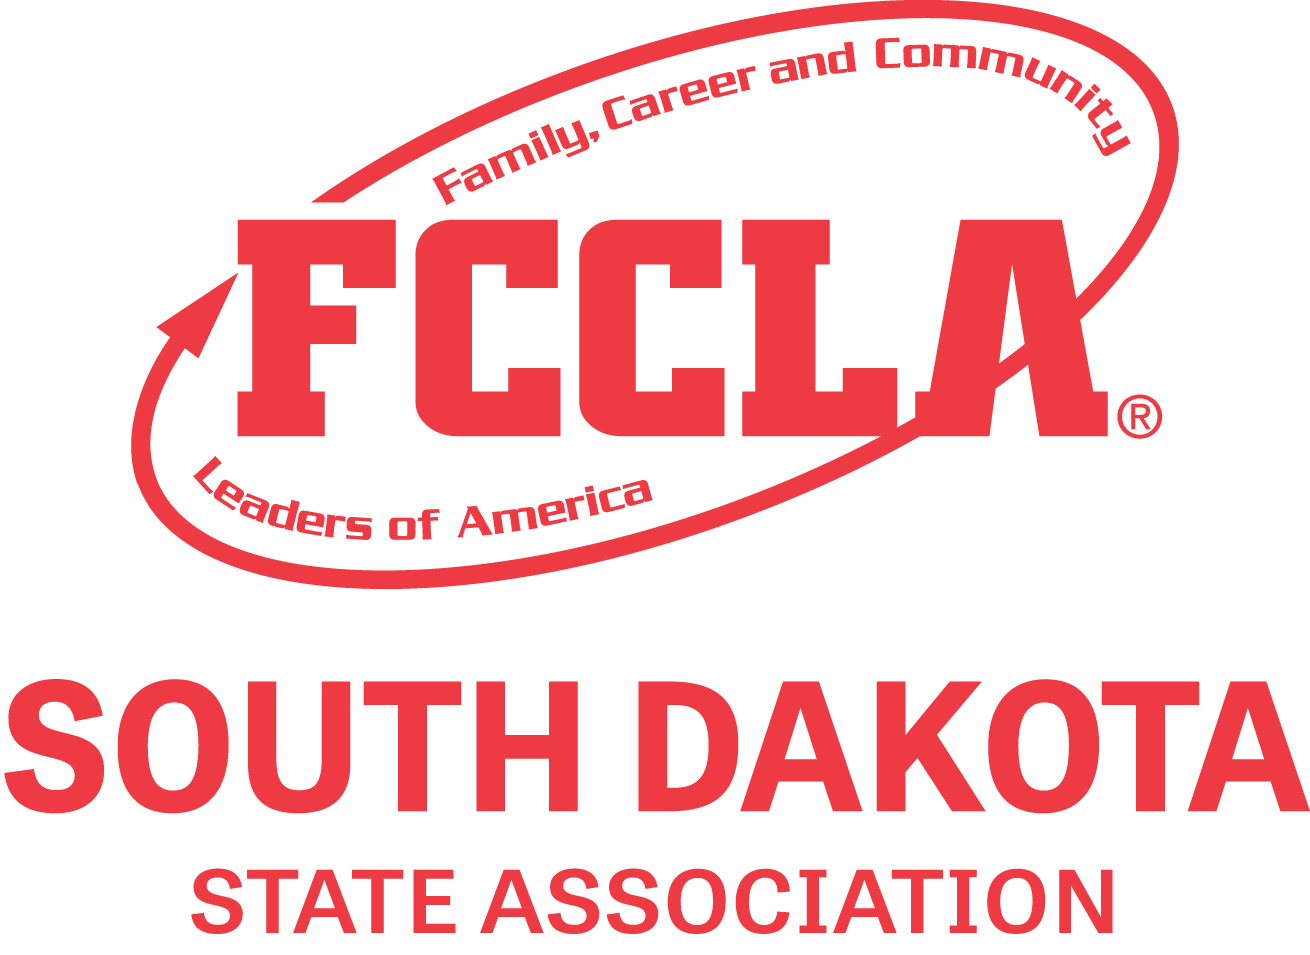 Family, Career and Community
FCCLA®
Leaders of America
SOUTH DAKOTA
STATE ASSOCIATION